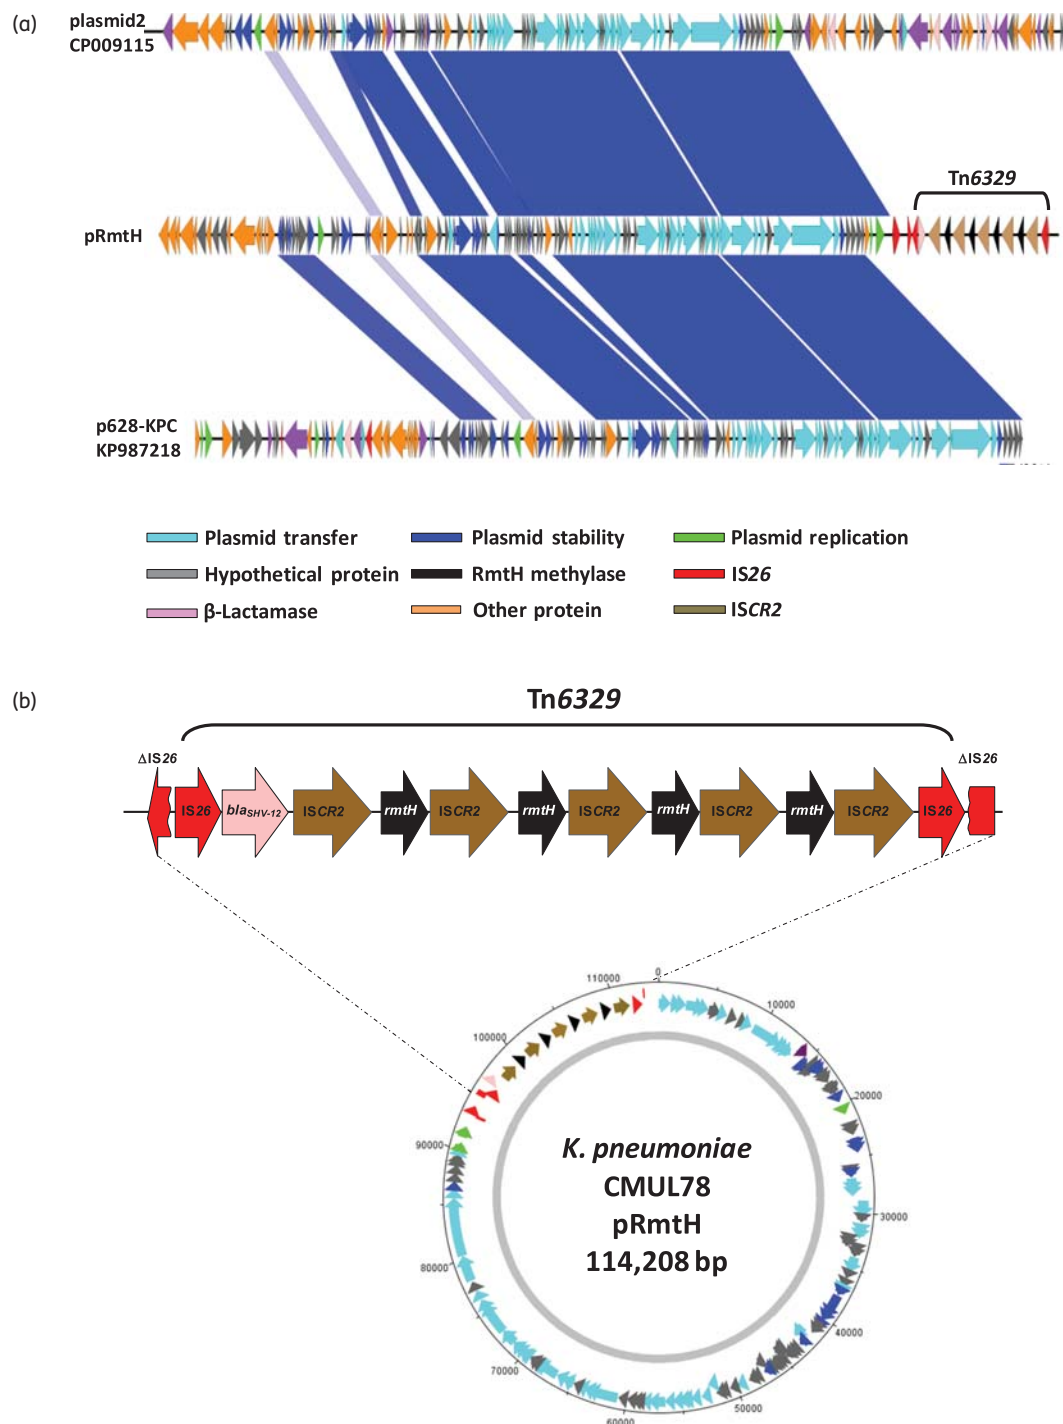 (a)
plasmid2
CP009115
Tn6329
pRmtH
p628-KPC
KP987218
Plasmid transfer
Plasmid stability
Plasmid replication
Hypothetical protein
RmtH methylase
IS26
β-Lactamase
Other protein
ISCR2
(b)
Tn6329
ΔIS26
ΔIS26
IS26
blaSHV-12
ISCR2
rmtH
ISCR2
rmtH
ISCR2
rmtH
ISCR2
rmtH
ISCR2
IS26
0
10000
20000
30000
40000
50000
60000
70000
80000
90000
100000
110000
K. pneumoniae
CMUL78
pRmtH
114,208 bp